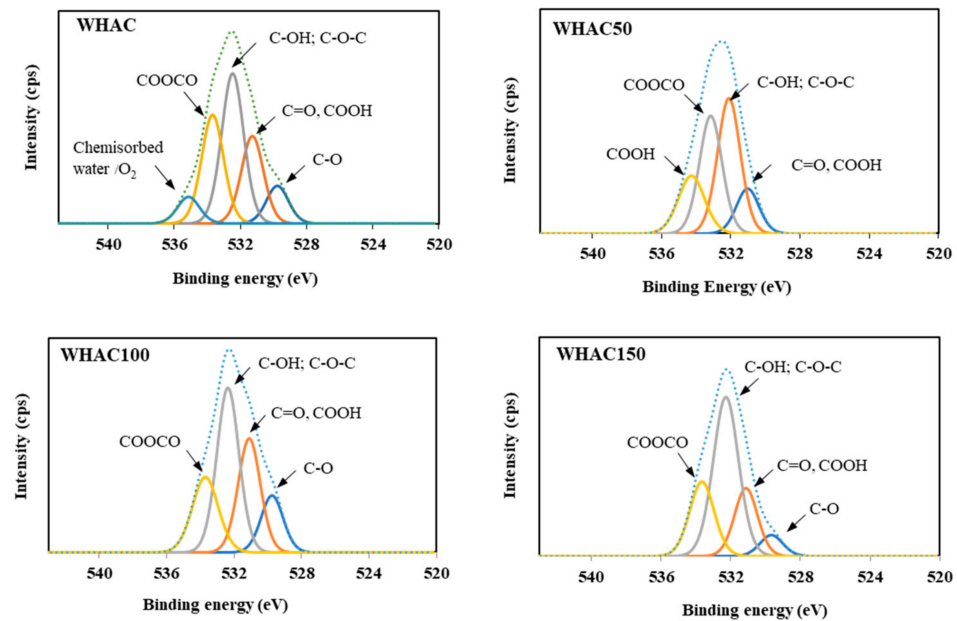 WHAC
C-OH; C-O-C
COOCO
C=O, COOH
Chemisorbed
water /O2
C-O
Intensity (cps)
540 536 532 528 524 520
Binding energy (eV)
WHAC50
COOCO
C-OH; C-O-C
COOH
C=O, COOH
Intensity (cps)
540 536 532 528 524 520
Binding Energy (eV)
WHAC100
C-OH; C-O-C
C=O, COOH
COOCO
C-O
Intensity (cps)
540 536 532 528 524 520
Binding energy (eV)
WHAC150
C-OH; C-O-C
COOCO
C=O, COOH
C-O
Intensity (cps)
540 536 532 528 524 520
Binding energy (eV)